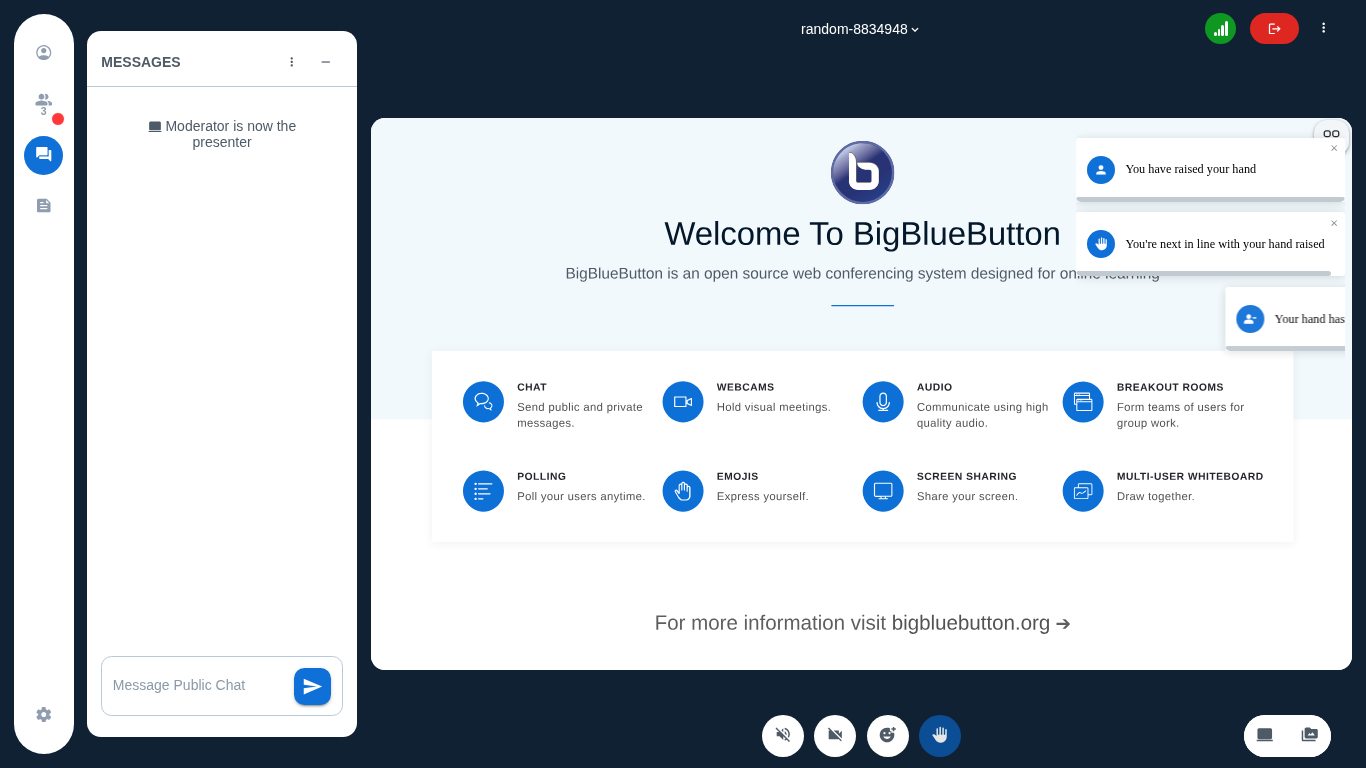 random-8834948
3
MESSAGES
Moderator is now the
presenter
Message Public Chat
You have raised your hand
You're next in line with your hand raised
Your hand has
Welcome To BigBlueButton
BigBlueButton is an open source web conferencing system designed for online learning
CHAT
Send public and private
messages.
WEBCAMS
Hold visual meetings.
AUDIO
Communicate using high
quality audio.
BREAKOUT ROOMS
Form teams of users for
group work.
POLLING
Poll your users anytime.
EMOJIS
Express yourself.
SCREEN SHARING
Share your screen.
MULTI-USER WHITEBOARD
Draw together.
For more information visit bigbluebutton.org ➔